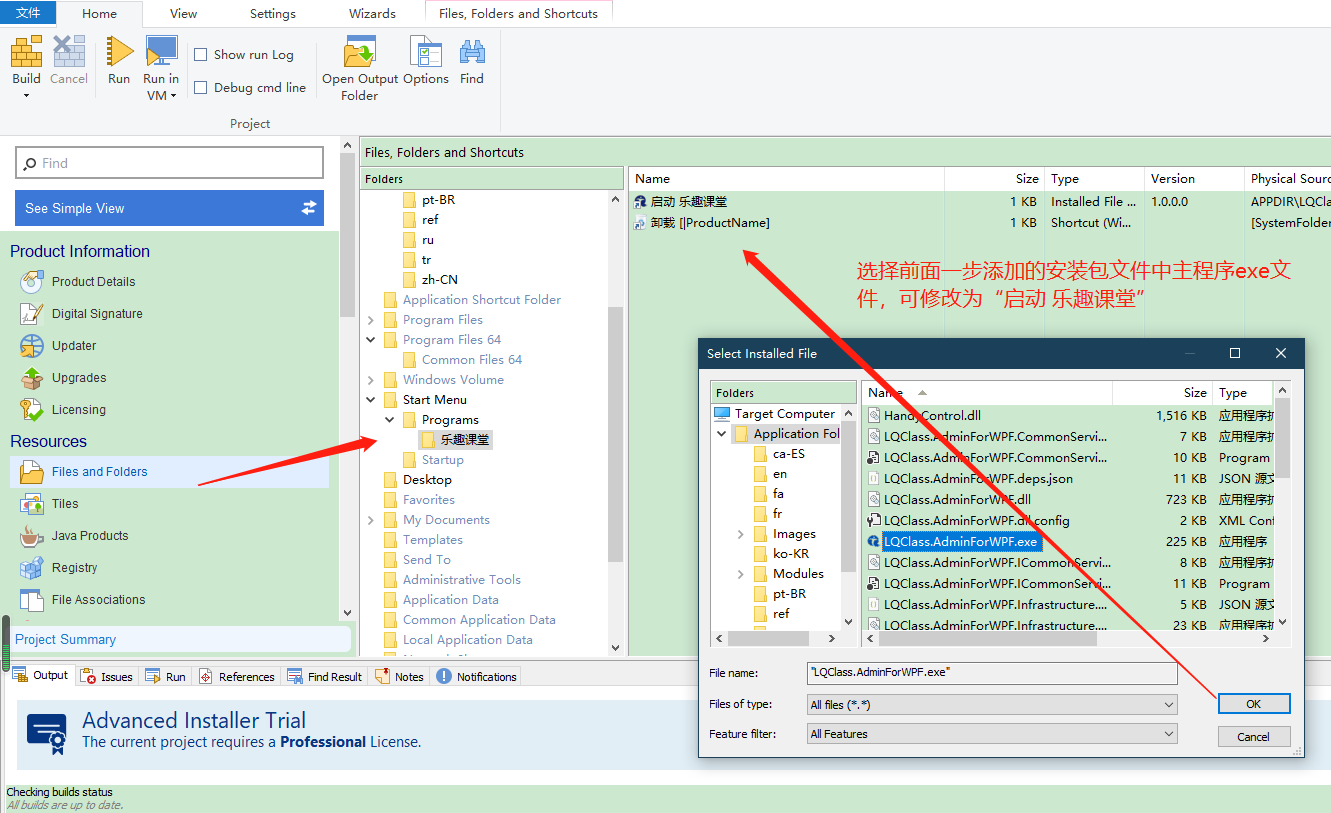 文件
Home
View
Settings
Wizards
Files, Folders and Shortcuts
Build
Cancel
Run
Run in
VM
Show run Log
Debug cmd line
Open Output
Folder
Options
Find
Project
Find
See Simple View
Product Information
Product Details
Digital Signature
Updater
Upgrades
Licensing
Resources
Files and Folders
Tiles
Java Products
Registry
File Associations
Project Summary
Files, Folders and Shortcuts
Folders
pt-BR
ref
ru
tr
zh-CN
Application Shortcut Folder
Program Files
Program Files 64
Common Files 64
Windows Volume
Start Menu
Programs
乐趣课堂
Startup
Desktop
Favorites
My Documents
Templates
Send To
Administrative Tools
Application Data
Common Application Data
Local Application Data
Name Size Type Version Physical Sourc
启动 乐趣课堂 1 KB Installed File ... 1.0.0.0 APPDIR\LQCla
卸载 [|ProductName] 1 KB Shortcut (Wi... [SystemFolder
选择前面一步添加的安装包文件中主程序exe文
件，可修改为“启动 乐趣课堂”
Select Installed File
Folders
Target Computer
Application Fol
ca-ES
en
fa
fr
Images
ko-KR
Modules
pt-BR
ref
Name Size Type
HandyControl.dll 1,516 KB 应用程序扩
LQClass.AdminForWPF.CommonServi... 7 KB 应用程序扩
LQClass.AdminForWPF.CommonServi... 10 KB Program
LQClass.AdminForWPF.deps.json 11 KB JSON 源文
LQClass.AdminForWPF.dll 723 KB 应用程序扩
LQClass.AdminForWPF.dll.config 2 KB XML Conf
LQClass.AdminForWPF.exe 225 KB 应用程序
LQClass.AdminForWPF.ICommonServi... 8 KB 应用程序扩
LQClass.AdminForWPF.ICommonServi... 11 KB Program
LQClass.AdminForWPF.Infrastructure.... 5 KB JSON 源文
LQClass.AdminForWPF.Infrastructure.... 23 KB 应用程序扩
File name: "LQClass.AdminForWPF.exe"
Files of type: All files (*.*)
Feature filter: All Features
OK
Cancel
Output
Issues
Run
References
Find Result
Notes
Notifications
Advanced Installer Trial
The current project requires a Professional License.
Checking builds status
All builds are up to date.